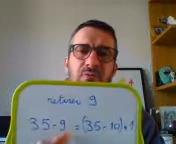 retirer 9
35-9 = (35-10)+1